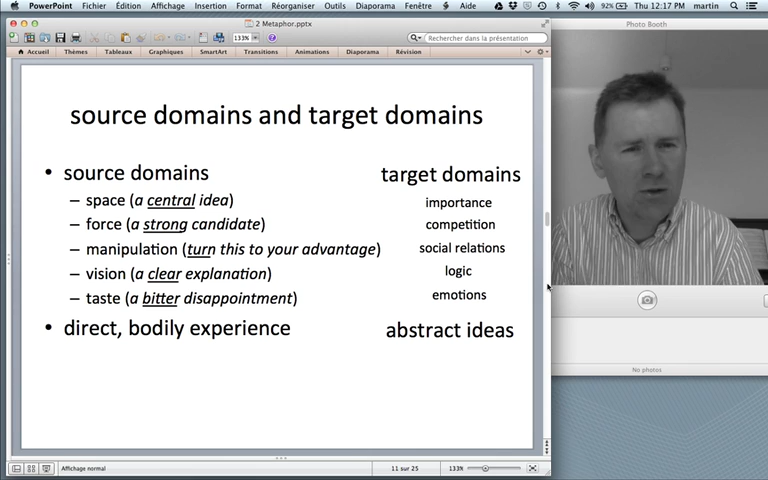 PowerPoint Fichier Édition Affichage Insertion Format Réorganiser Outils Diaporama Fenêtre Aide 92% Thu 12:17 PM martin
2 Metaphor.pptx
Photo Booth
133% Rechercher dans la présentation
Accueil Thèmes Tableaux Graphiques SmartArt Transitions Animations Diaporama Révision
source domains and target domains
• source domains target domains
– space (a central idea) importance
– force (a strong candidate) competition
– manipulation (turn this to your advantage) social relations
– vision (a clear explanation) logic
– taste (a bitter disappointment) emotions
• direct, bodily experience abstract ideas
No photos
Affichage normal 11 sur 25 133%